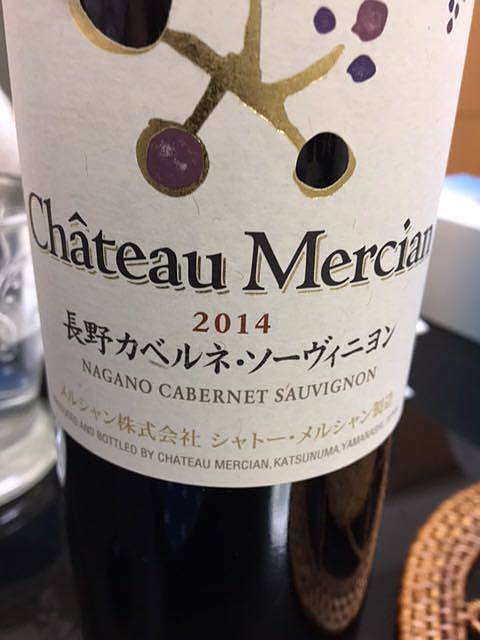 Château Mercian
2014
長野カベルネ・ソーヴィニヨン
NAGANO CABERNET SAUVIGNON
メルシャン株式会社 シャトー・メルシャン製造
AND BOTTLED BY CHATEAU MERCIAN, KATSUNUMA, YAMANASHI,